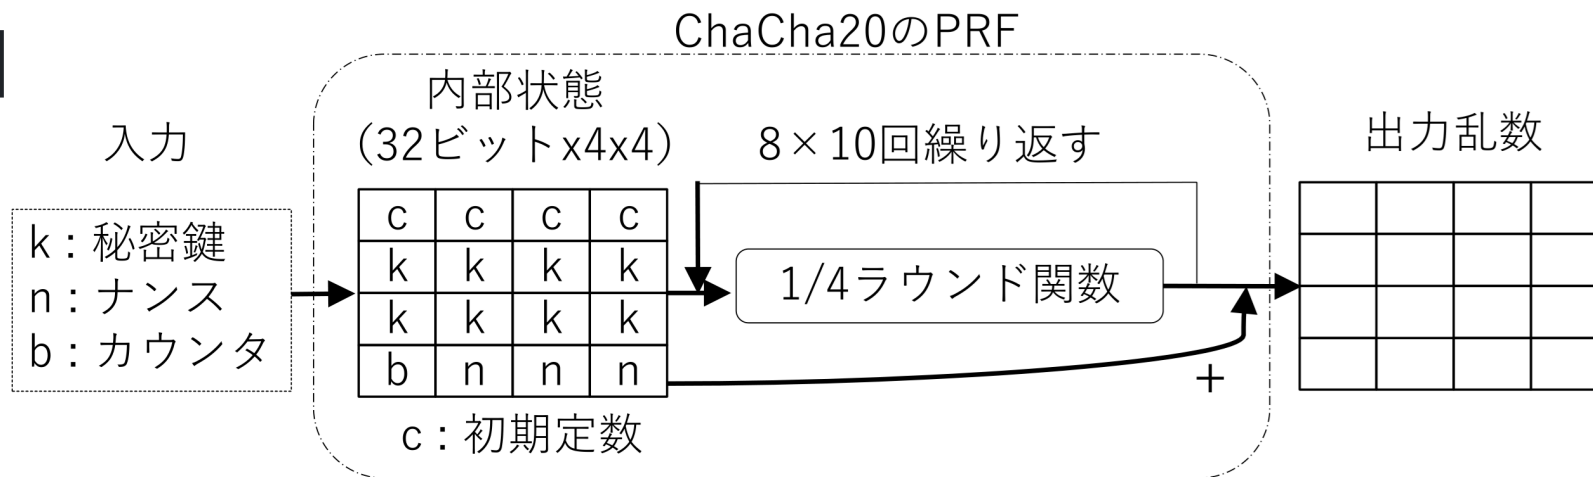 ChaCha20のPRF
入力
k：秘密鍵
n：ナンス
b：カウンタ
内部状態
(32ビットx4x4)
c c c c
k k k k
k k k k
b n n n
c：初期定数
8×10回繰り返す
1/4ラウンド関数
+
出力乱数